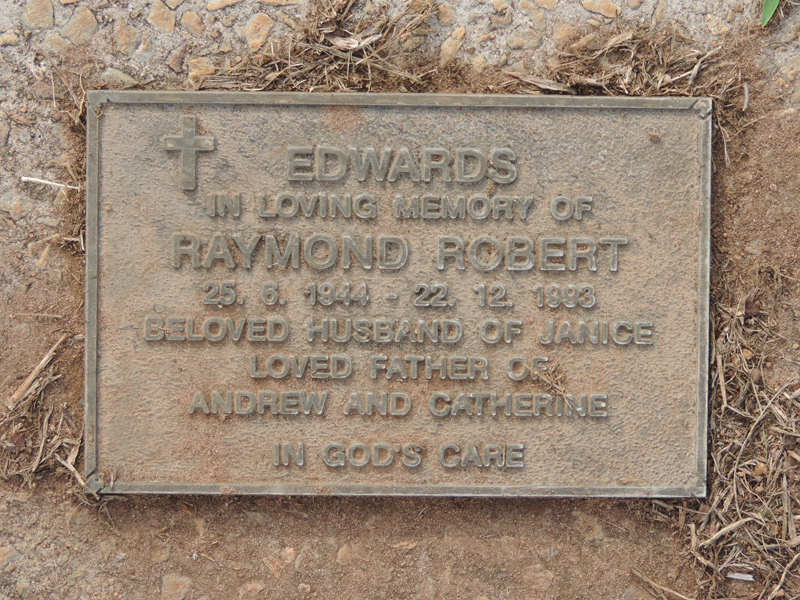 EDWARDS
IN LOVING MEMORY OF
RAYMOND ROBERT
25. 6. 1944 - 22. 12. 1993
BELOVED HUSBAND OF JANICE
LOVED FATHER OF
ANDREW AND CATHERINE
IN GOD'S CARE